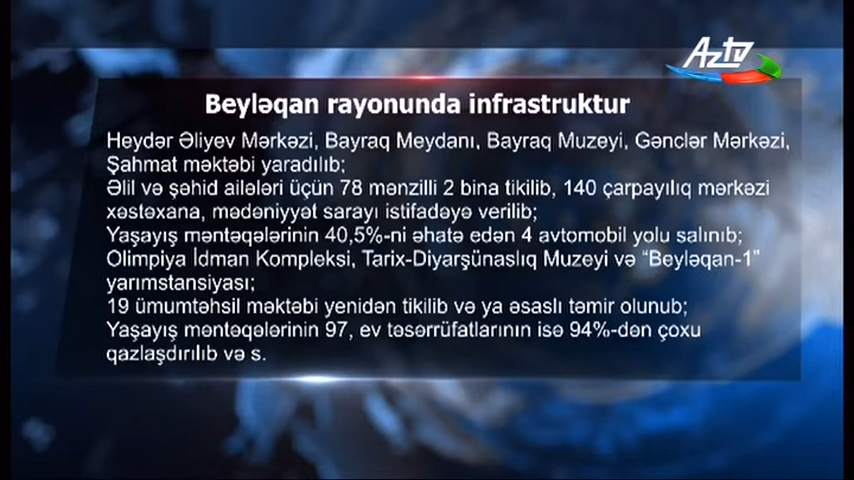 Aztv
Beyləqan rayonunda infrastruktur
Heydər Əliyev Mərkəzi, Bayraq Meydanı, Bayraq Muzeyi, Gənclər Mərkəzi,
Şahmat məktəbi yaradılıb;
Əlil və şəhid ailələri üçün 78 mənzilli 2 bina tikilib, 140 çarpayılıq mərkəzi
xəstəxana, mədəniyyət sarayı istifadəyə verilib;
Yaşayış məntəqələrinin 40,5%-ni əhatə edən 4 avtomobil yolu salınıb;
Olimpiya İdman Kompleksi, Tarix-Diyarşünaslıq Muzeyi və “Beyləqan-1”
yarımstansiyası;
19 ümumtəhsil məktəbi yenidən tikilib və ya əsaslı təmir olunub;
Yaşayış məntəqələrinin 97, ev təsərrüfatlarının isə 94%-dən çoxu
qazlaşdırılıb və s.